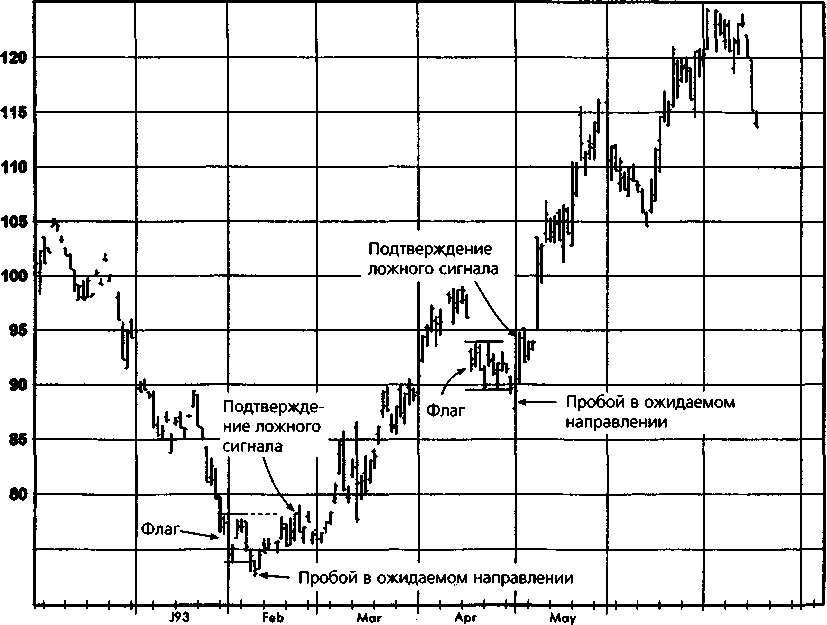 120
115
110
105
100
95
90
85
80
Подтверждение
ложного сигнала
Флаг
Пробой в ожидаемом
направлении
Подтвержде-
ние ложного
сигнала
Флаг
Пробой в ожидаемом направлении
J93 Feb Mar Apr May